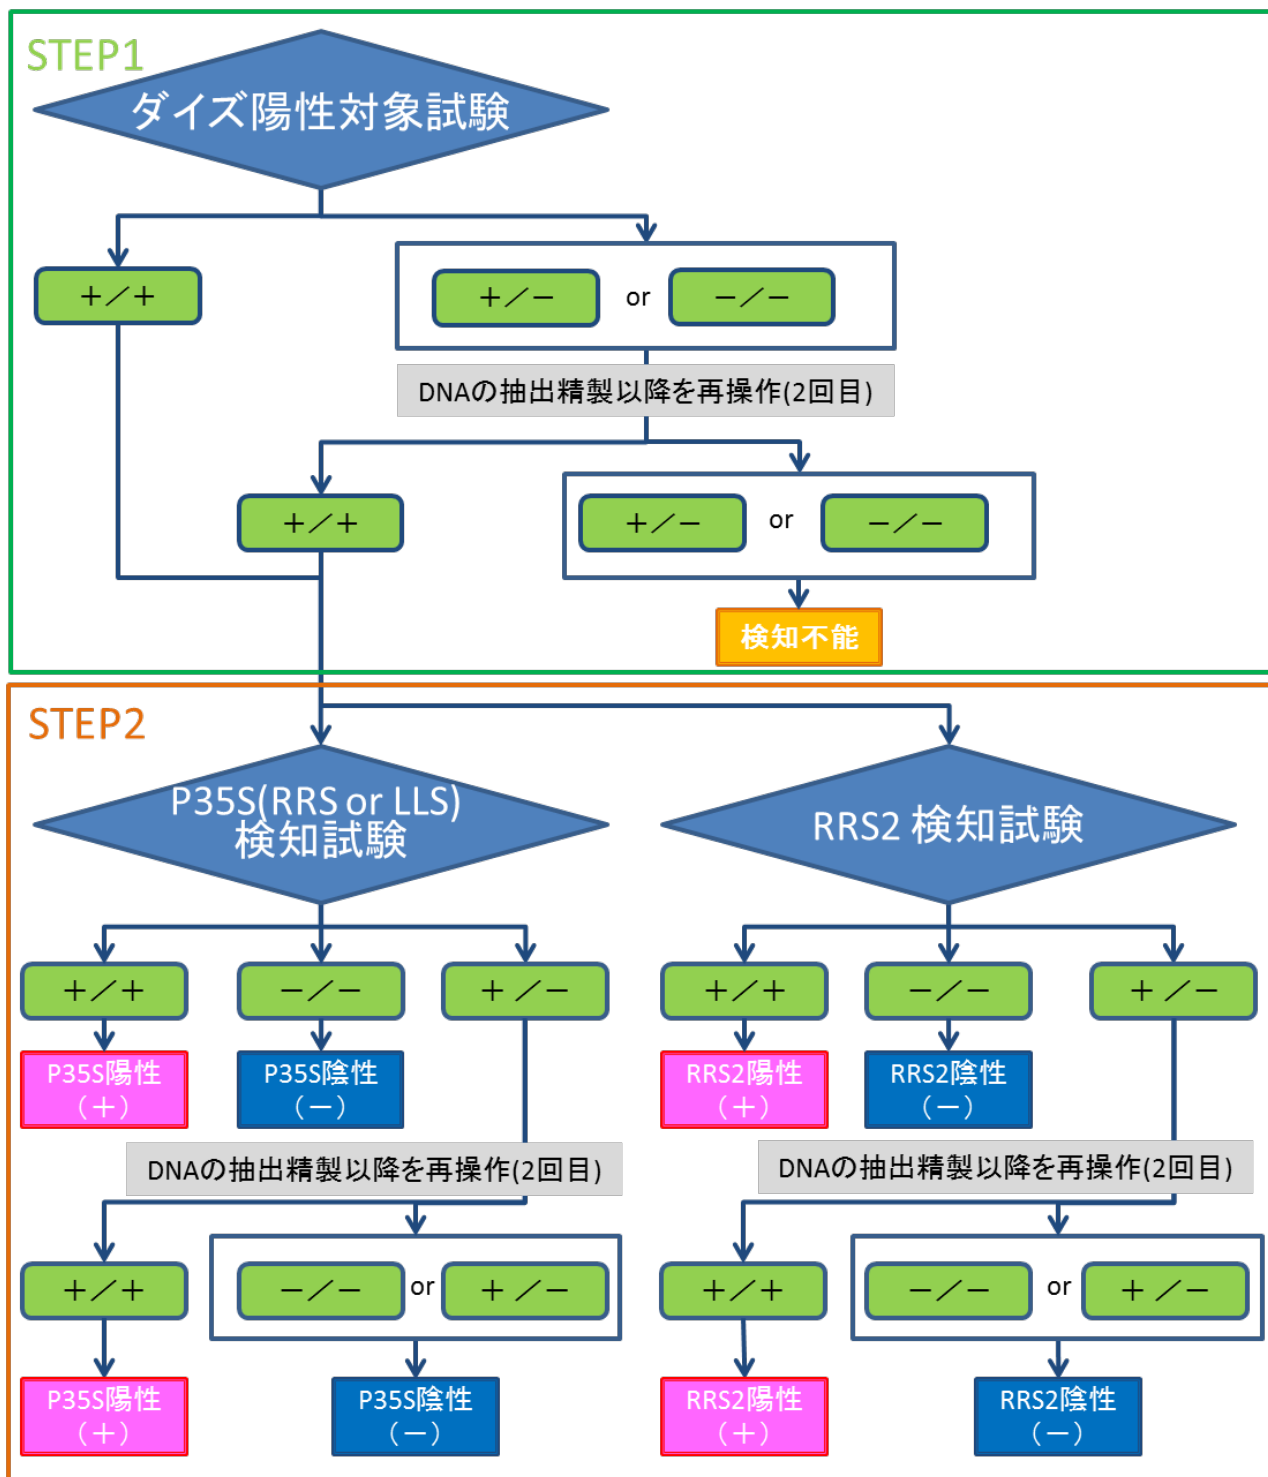 STEP1
ダイズ陽性対象試験
+/+
+/- or -/-
DNAの抽出精製以降を再操作(2回目)
+/+
+/- or -/-
検知不能
STEP2
P35S(RRS or LLS)
検知試験
RRS2 検知試験
+/+
-/-
+/-
+/+
-/-
+/-
P35S陽性
(+)
P35S陰性
(-)
RRS2陽性
(+)
RRS2陰性
(-)
DNAの抽出精製以降を再操作(2回目)
DNAの抽出精製以降を再操作(2回目)
+/+
-/- or +/-
+/+
-/- or +/-
P35S陽性
(+)
P35S陰性
(-)
RRS2陽性
(+)
RRS2陰性
(-)